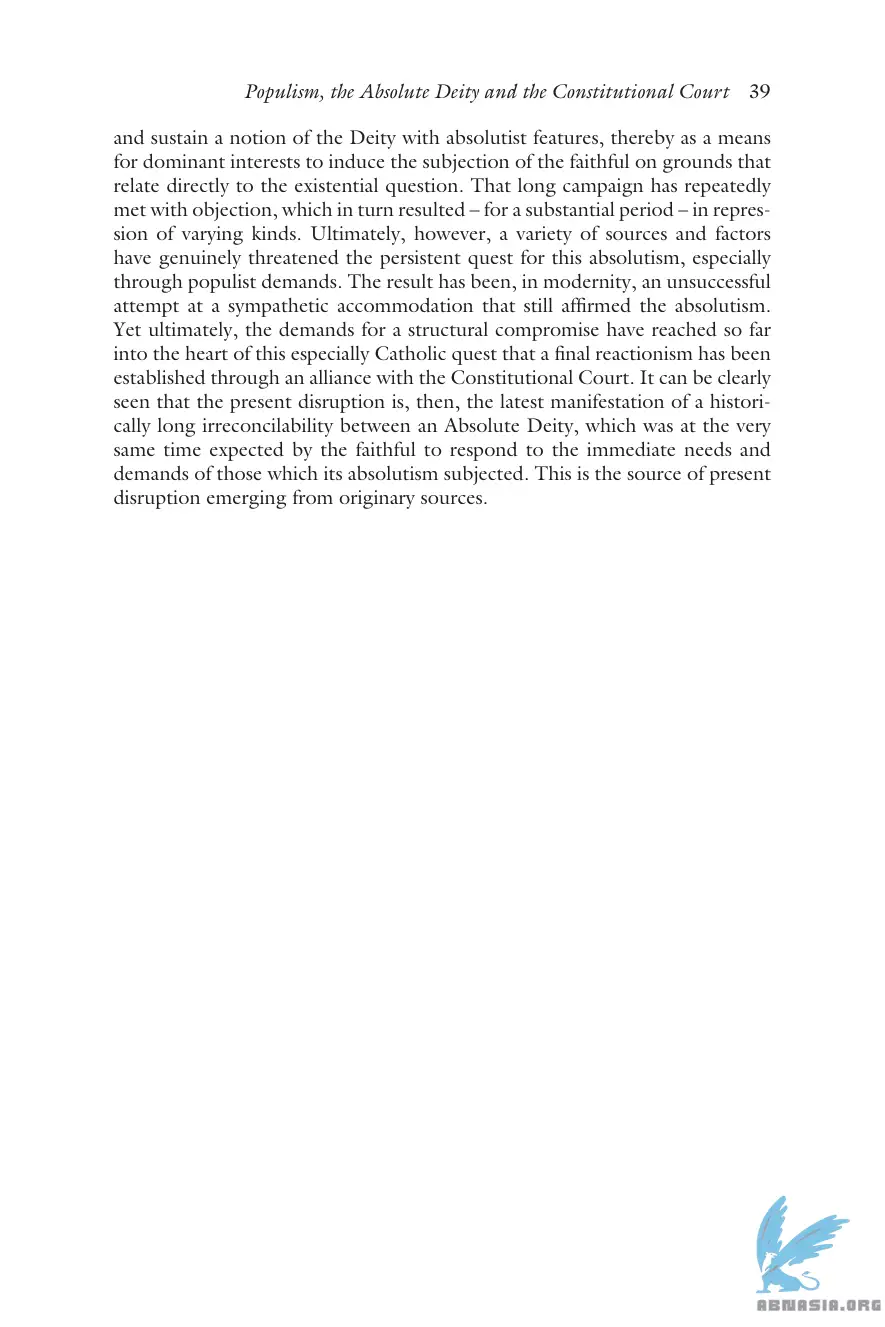 Populism, the Absolute Deity and the Constitutional Court 39
and sustain a notion of the Deity with absolutist features, thereby as a means
for dominant interests to induce the subjection of the faithful on grounds that
relate directly to the existential question. That long campaign has repeatedly
met with objection, which in turn resulted – for a substantial period – in repres-
sion of varying kinds. Ultimately, however, a variety of sources and factors
have genuinely threatened the persistent quest for this absolutism, especially
through populist demands. The result has been, in modernity, an unsuccessful
attempt at a sympathetic accommodation that still affirmed the absolutism.
Yet ultimately, the demands for a structural compromise have reached so far
into the heart of this especially Catholic quest that a final reactionism has been
established through an alliance with the Constitutional Court. It can be clearly
seen that the present disruption is, then, the latest manifestation of a histori-
cally long irreconcilability between an Absolute Deity, which was at the very
same time expected by the faithful to respond to the immediate needs and
demands of those which its absolutism subjected. This is the source of present
disruption emerging from originary sources.
ABNASIA.ORG